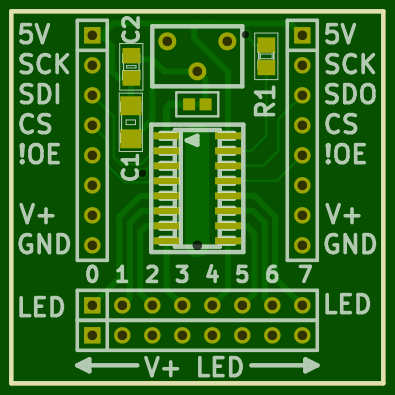 5V C2 5V
SCK SCK
SDI SDO
CS R1 CS
!OE C1 !OE
V+ V+
GND GND
0 1 2 3 4 5 6 7
LED LED
V+ LED